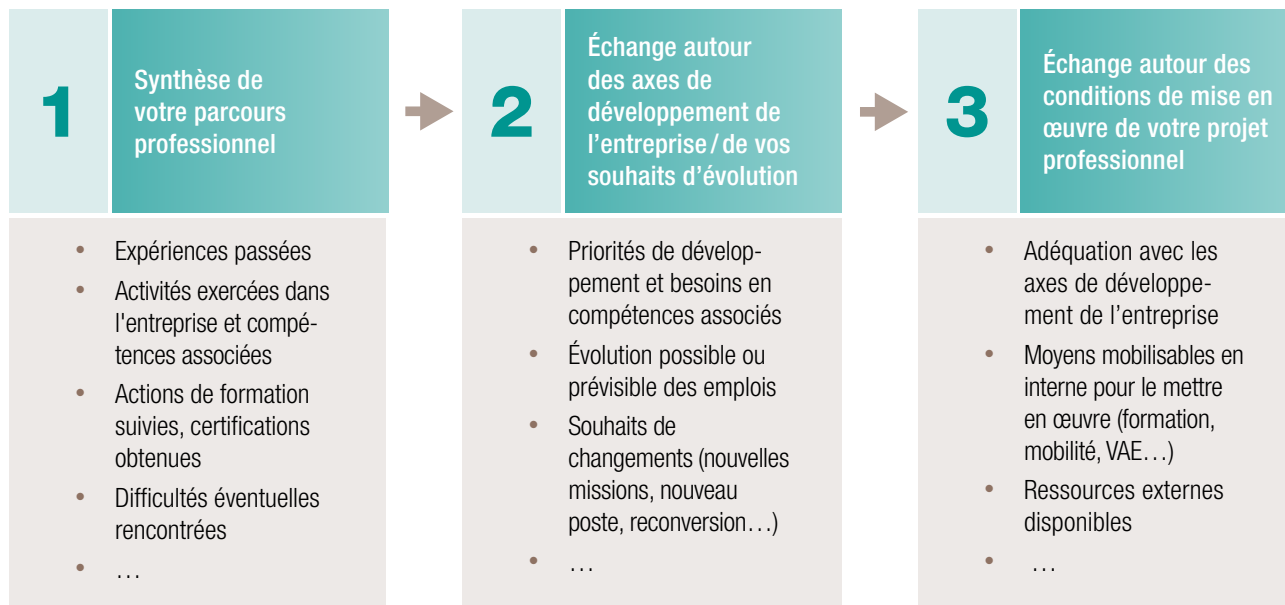 1
Synthèse de
votre parcours
professionnel
• Expériences passées
• Activités exercées dans
l'entreprise et compé-
tences associées
• Actions de formation
suivies, certifications
obtenues
• Difficultés éventuelles
rencontrées
• …
2
Échange autour
des axes de
développement de
l’entreprise / de vos
souhaits d’évolution
• Priorités de dévelop-
pement et besoins en
compétences associés
• Évolution possible ou
prévisible des emplois
• Souhaits de
changements (nouvelles
missions, nouveau
poste, reconversion…)
• …
3
Échange autour des
conditions de mise en
œuvre de votre projet
professionnel
• Adéquation avec les
axes de développe-
ment de l’entreprise
• Moyens mobilisables en
interne pour le mettre
en œuvre (formation,
mobilité, VAE…)
• Ressources externes
disponibles
• …